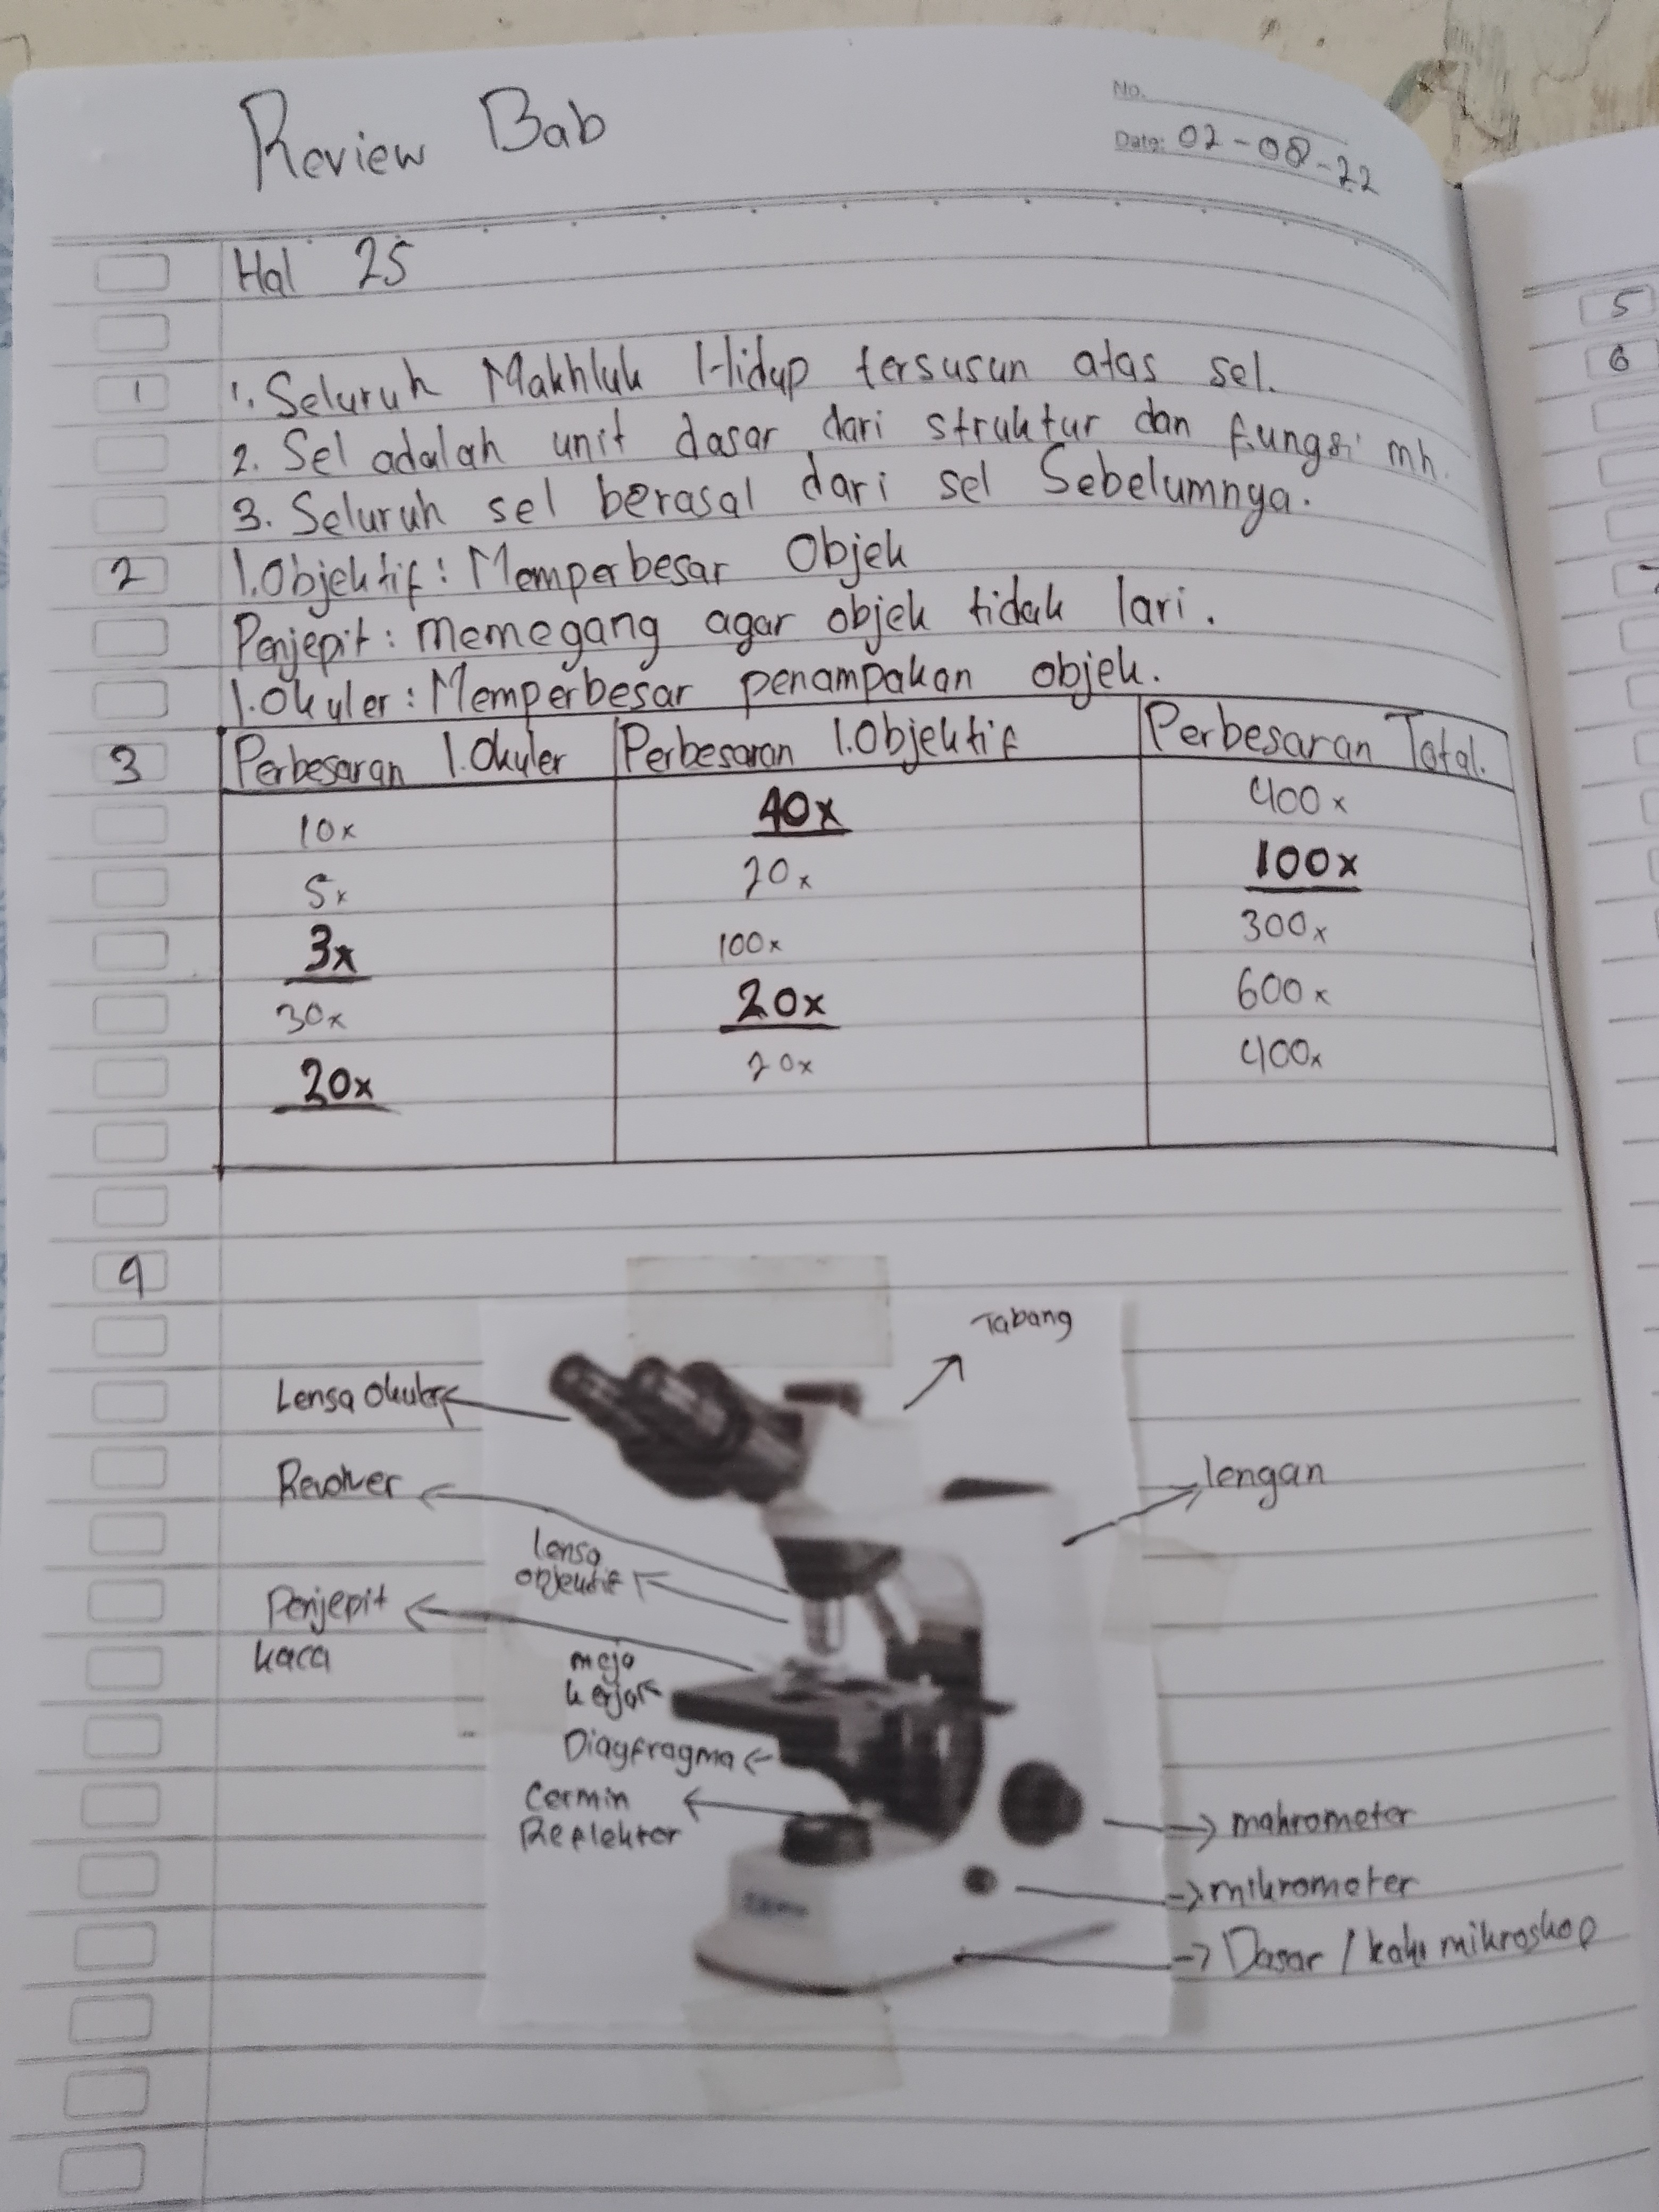 Review Bab
No.
Date: 02-08-22
Hal 25
1 1. Seluruh Makhluk Hidup tersusun atas sel.
2. Sel adalah unit dasar dari struktur dan fungsi mh.
3. Seluruh sel berasal dari sel Sebelumnya.
2 l.Objektif : Memperbesar Objek
Penjepit : memegang agar objek tidak lari.
l.Okuler : Memperbesar penampakan objek.
3 Perbesaran l.Okuler Perbesaran l.Objektif Perbesaran Total.
10x 40x 400x
5x 20x 100x
3x 100x 300x
30x 20x 600x
20x 20x 400x
4
Tabang
Lensa Okuler
Revolver
lengan
lensa
objektif
Penjepit
kaca
meja
kerja
Diagfragma
Cermin
Reflektor
makrometer
mikrometer
Dasar / kaki mikroskop
5
6